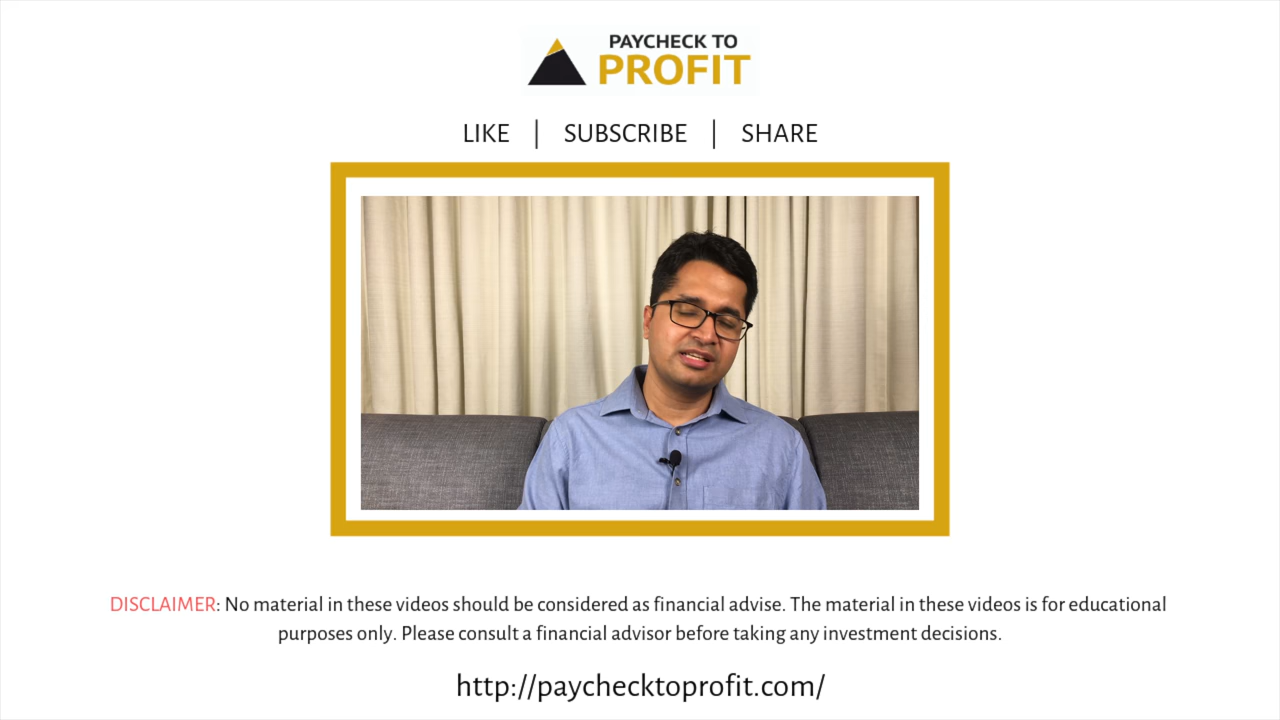 PAYCHECK TO
PROFIT
LIKE | SUBSCRIBE | SHARE
DISCLAIMER: No material in these videos should be considered as financial advise. The material in these videos is for educational
purposes only. Please consult a financial advisor before taking any investment decisions.
http://paychecktoprofit.com/